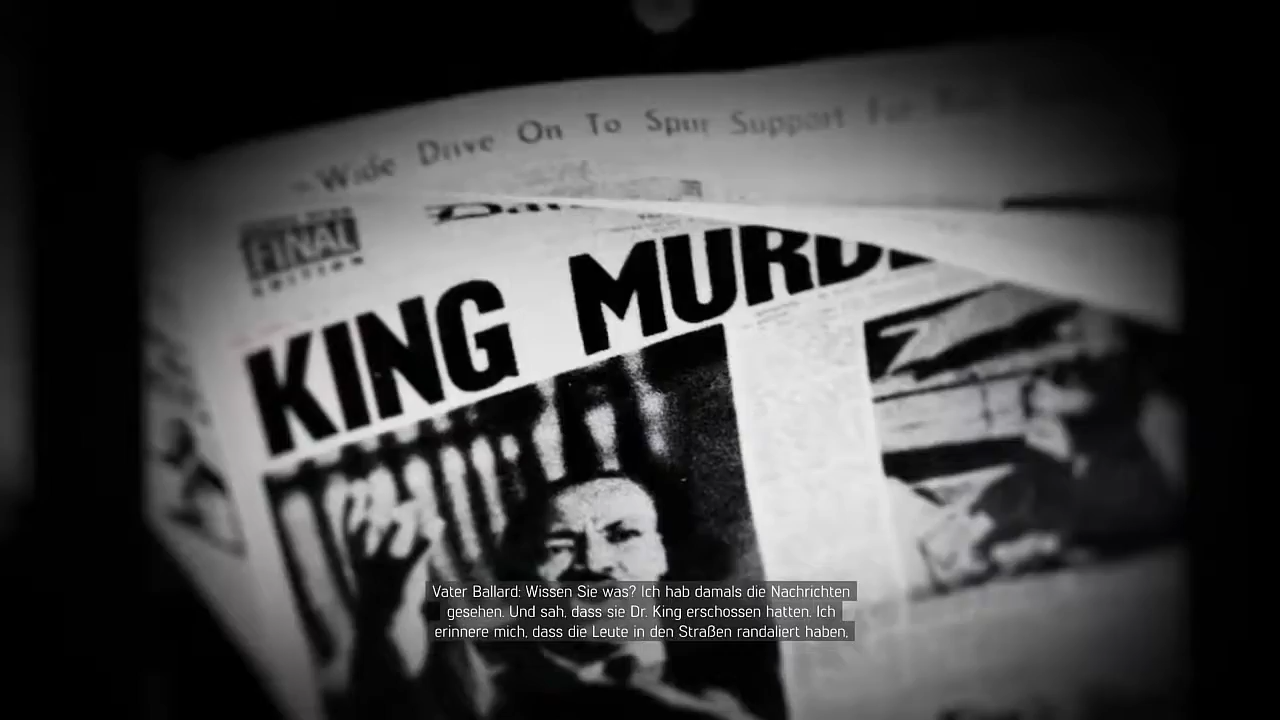 Wide Drive On To Spur Support For
FINAL
EDITION
KING MURD
Vater Ballard: Wissen Sie was? Ich hab damals die Nachrichten
gesehen. Und sah, dass sie Dr. King erschossen hatten. Ich
erinnere mich, dass die Leute in den Straßen randaliert haben,